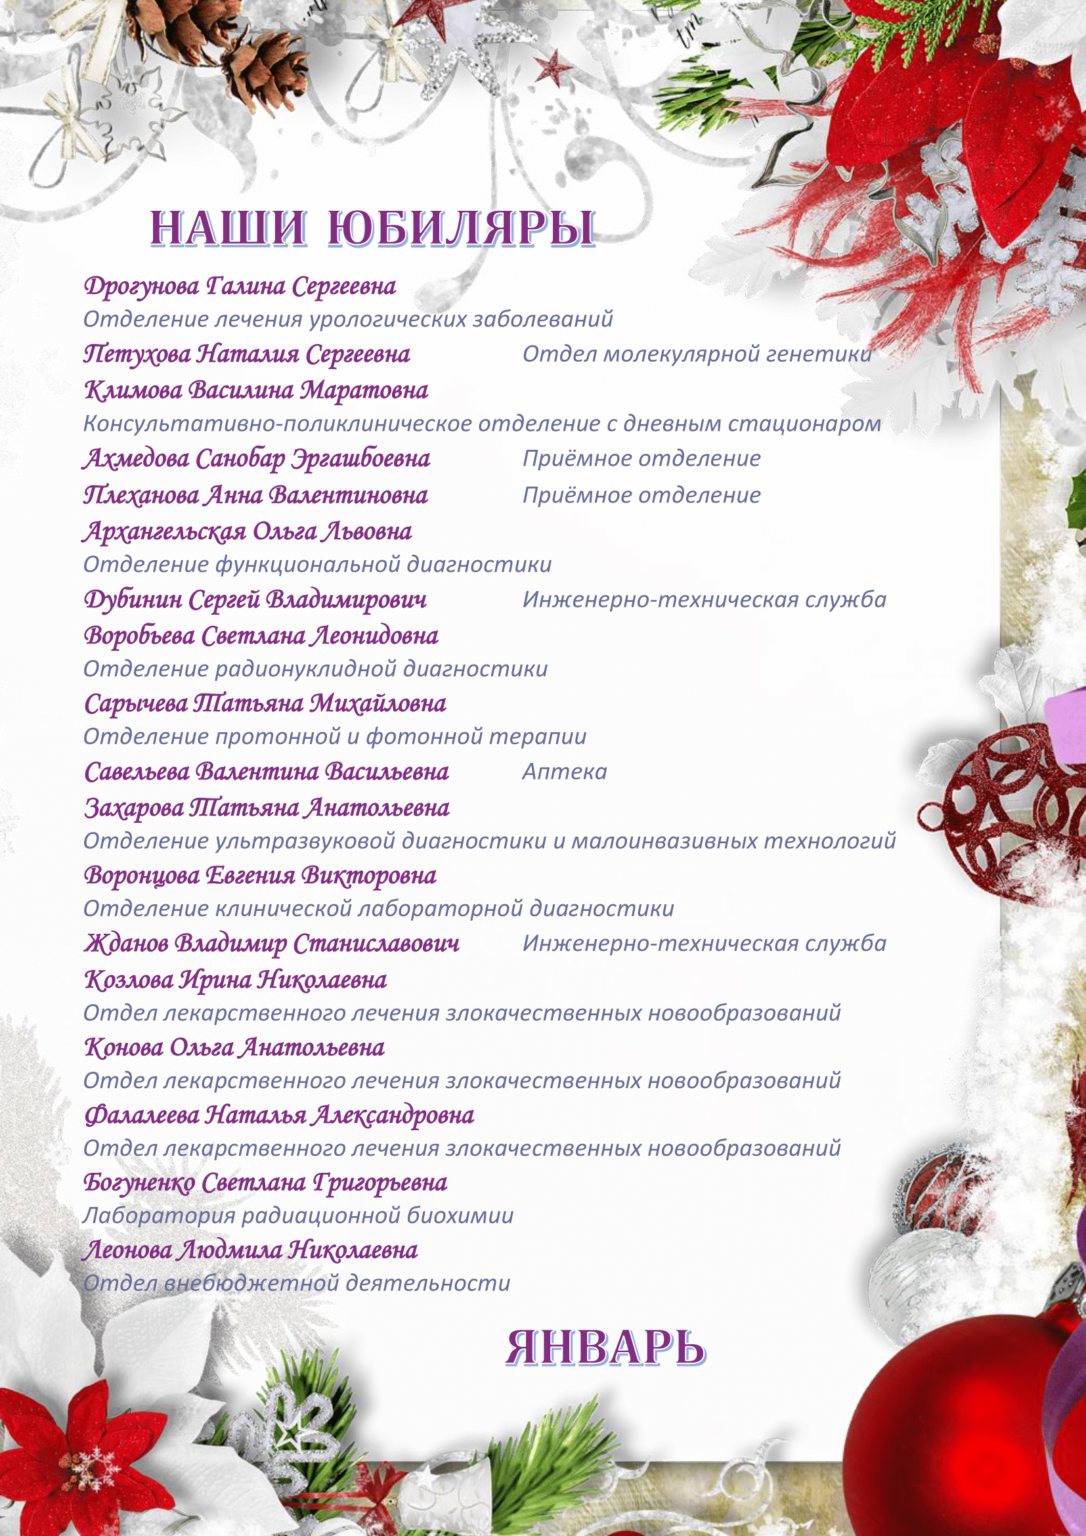 НАШИ ЮБИЛЯРЫ
Дрогунова Галина Сергеевна
Отделение лечения урологических заболеваний
Петухова Наталия Сергеевна Отдел молекулярной генетики
Климова Василина Маратовна
Консультативно-поликлиническое отделение с дневным стационаром
Ахмедова Санобар Эргашбоевна Приёмное отделение
Плеханова Анна Валентиновна Приёмное отделение
Архангельская Ольга Львовна
Отделение функциональной диагностики
Дубинин Сергей Владимирович Инженерно-техническая служба
Воробьева Светлана Леонидовна
Отделение радионуклидной диагностики
Сарычева Татьяна Михайловна
Отделение протонной и фотонной терапии
Савельева Валентина Васильевна Аптека
Захарова Татьяна Анатольевна
Отделение ультразвуковой диагностики и малоинвазивных технологий
Воронцова Евгения Викторовна
Отделение клинической лабораторной диагностики
Жданов Владимир Станиславович Инженерно-техническая служба
Козлова Ирина Николаевна
Отдел лекарственного лечения злокачественных новообразований
Конова Ольга Анатольевна
Отдел лекарственного лечения злокачественных новообразований
Фалалеева Наталья Александровна
Отдел лекарственного лечения злокачественных новообразований
Богуненко Светлана Григорьевна
Лаборатория радиационной биохимии
Леонова Людмила Николаевна
Отдел внебюджетной деятельности
ЯНВАРЬ